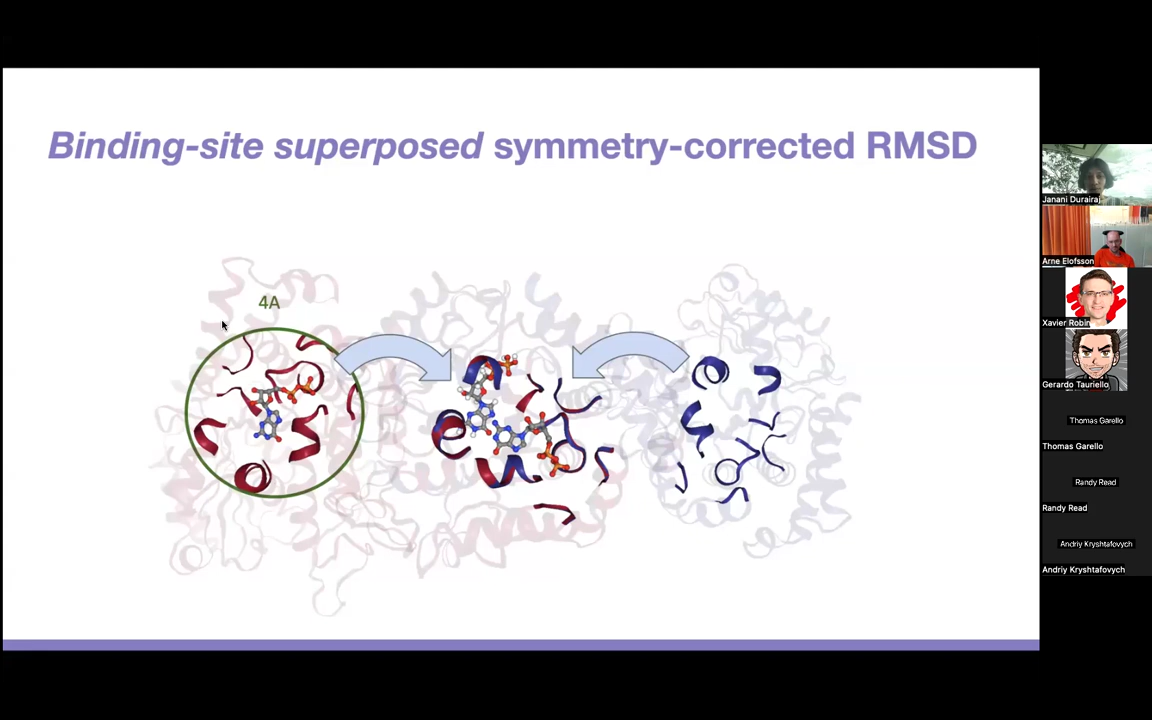 Binding-site superposed symmetry-corrected RMSD
4A
Janani Durairaj
Arne Elofsson
Xavier Robin
Gerardo Tauriello
Thomas Garello
Thomas Garello
Randy Read
Randy Read
Andriy Kryshtafovych
Andriy Kryshtafovych